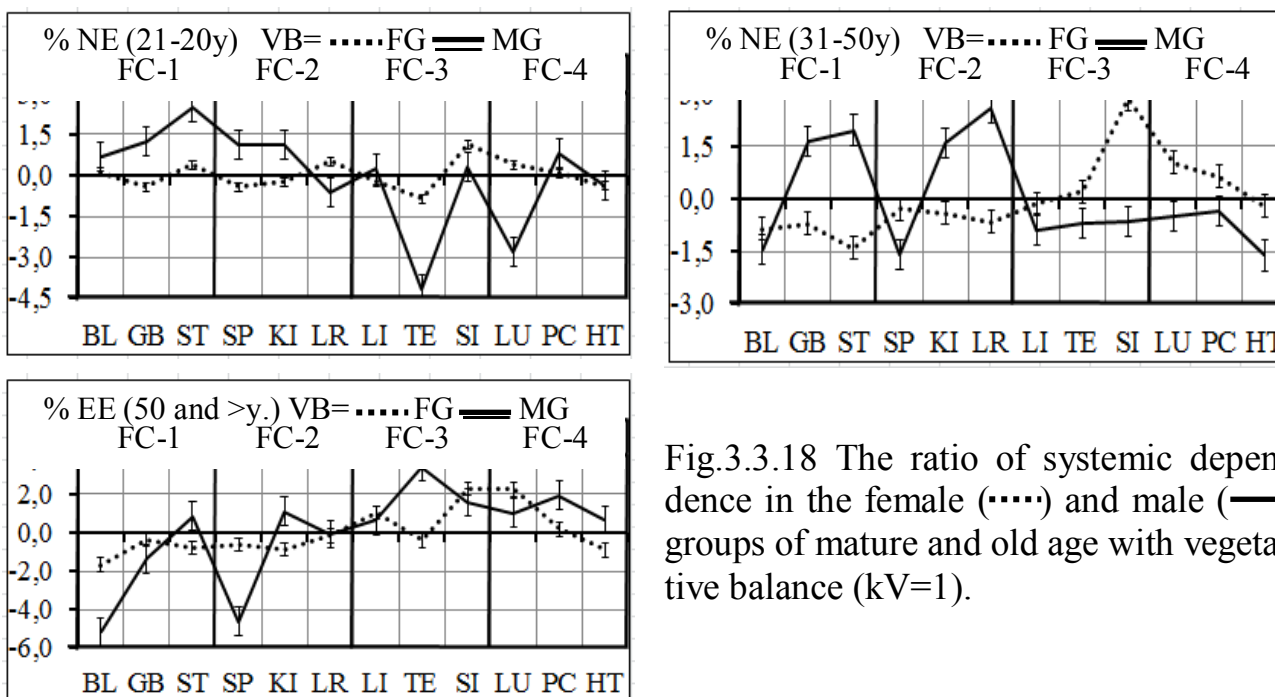 % NE (21-20y) VB= FG MG
FC-1 FC-2 FC-3 FC-4
1,5
0,0
-1,5
-3,0
-4,5
BL GB ST SP KI LR LI TE SI LU PC HT
% NE (31-50y) VB= FG MG
FC-1 FC-2 FC-3 FC-4
1,5
0,0
-1,5
-3,0
BL GB ST SP KI LR LI TE SI LU PC HT
% EE (50 and >y.) VB= FG MG
FC-1 FC-2 FC-3 FC-4
2,0
0,0
-2,0
-4,0
-6,0
BL GB ST SP KI LR LI TE SI LU PC HT
Fig.3.3.18 The ratio of systemic depen-
dence in the female (·····) and male (—
groups of mature and old age with vegeta-
tive balance (kV=1).